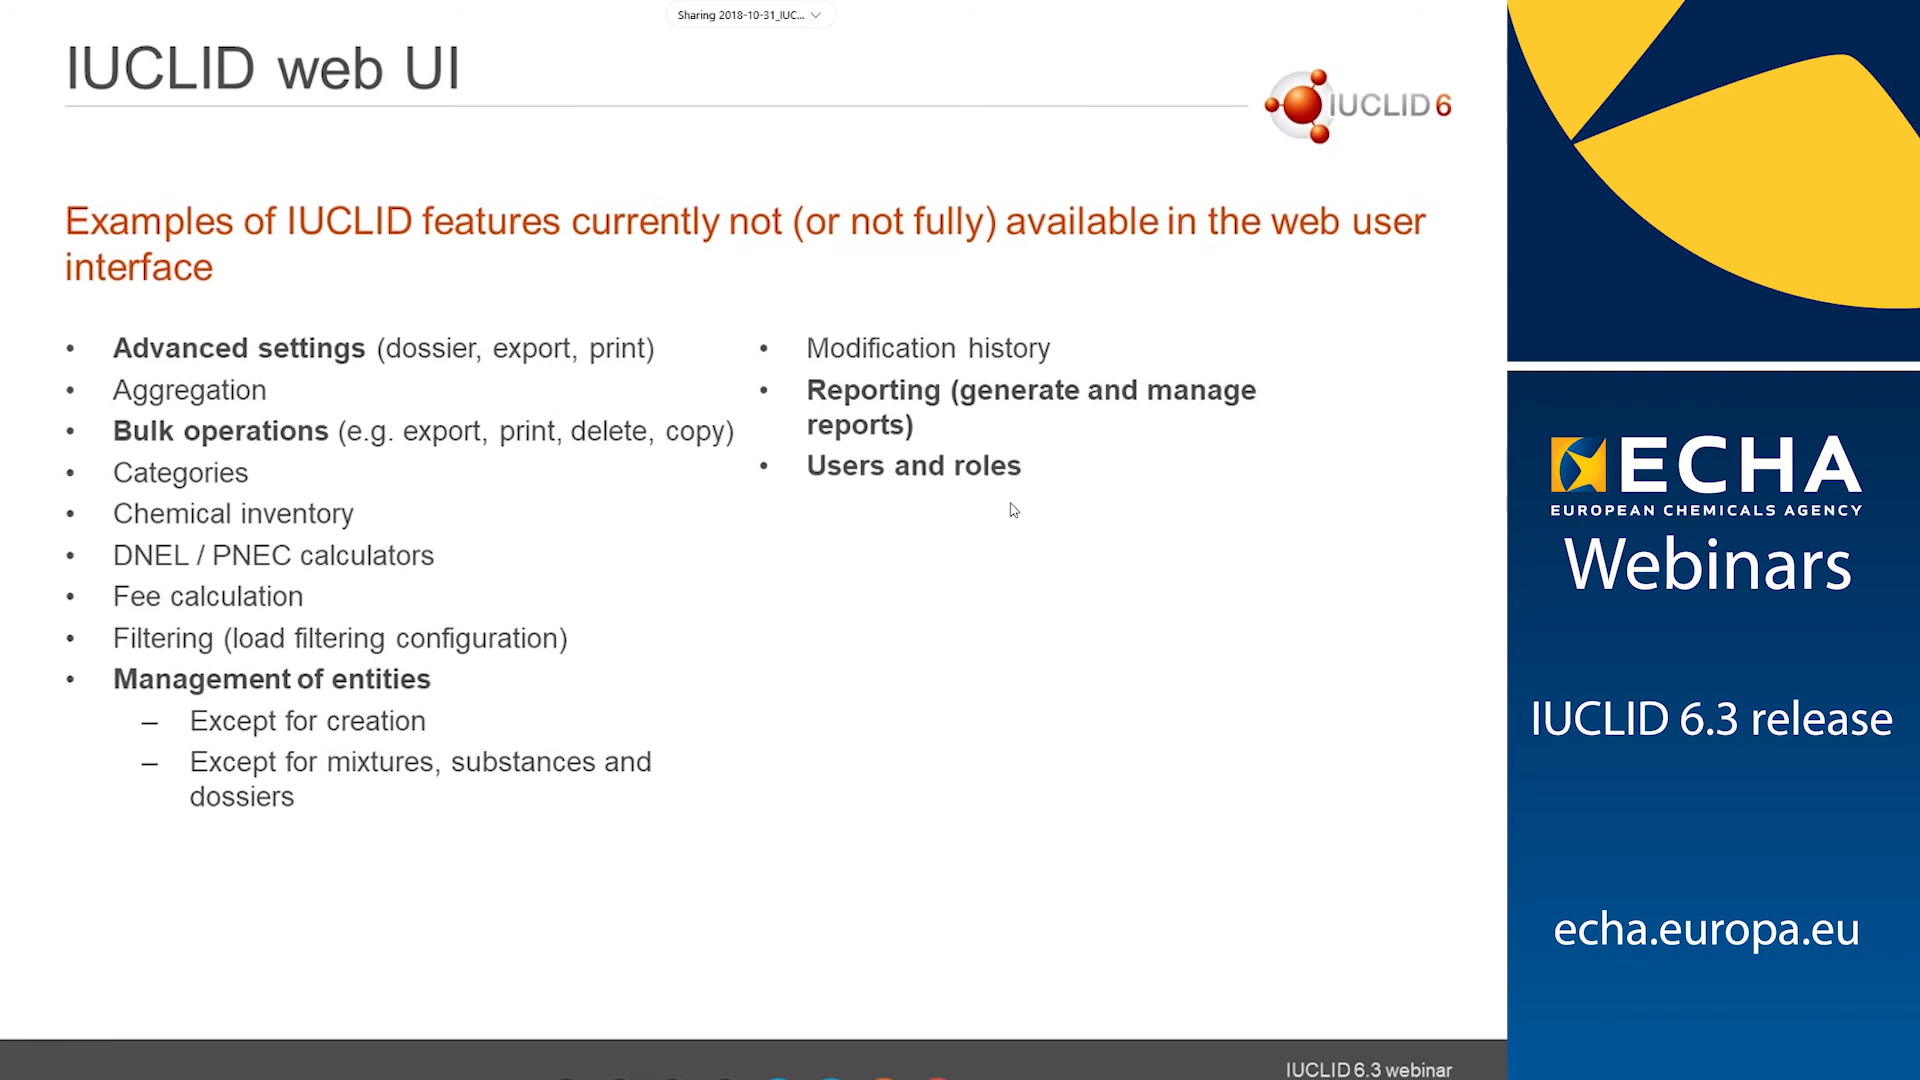 Sharing 2018-10-31_IUC...
IUCLID web UI
IUCLID 6
Examples of IUCLID features currently not (or not fully) available in the web user
interface
• Advanced settings (dossier, export, print)
• Aggregation
• Bulk operations (e.g. export, print, delete, copy)
• Categories
• Chemical inventory
• DNEL / PNEC calculators
• Fee calculation
• Filtering (load filtering configuration)
• Management of entities
– Except for creation
– Except for mixtures, substances and
dossiers
• Modification history
• Reporting (generate and manage
reports)
• Users and roles
IUCLID 6.3 webinar
ECHA
EUROPEAN CHEMICALS AGENCY
Webinars
IUCLID 6.3 release
echa.europa.eu